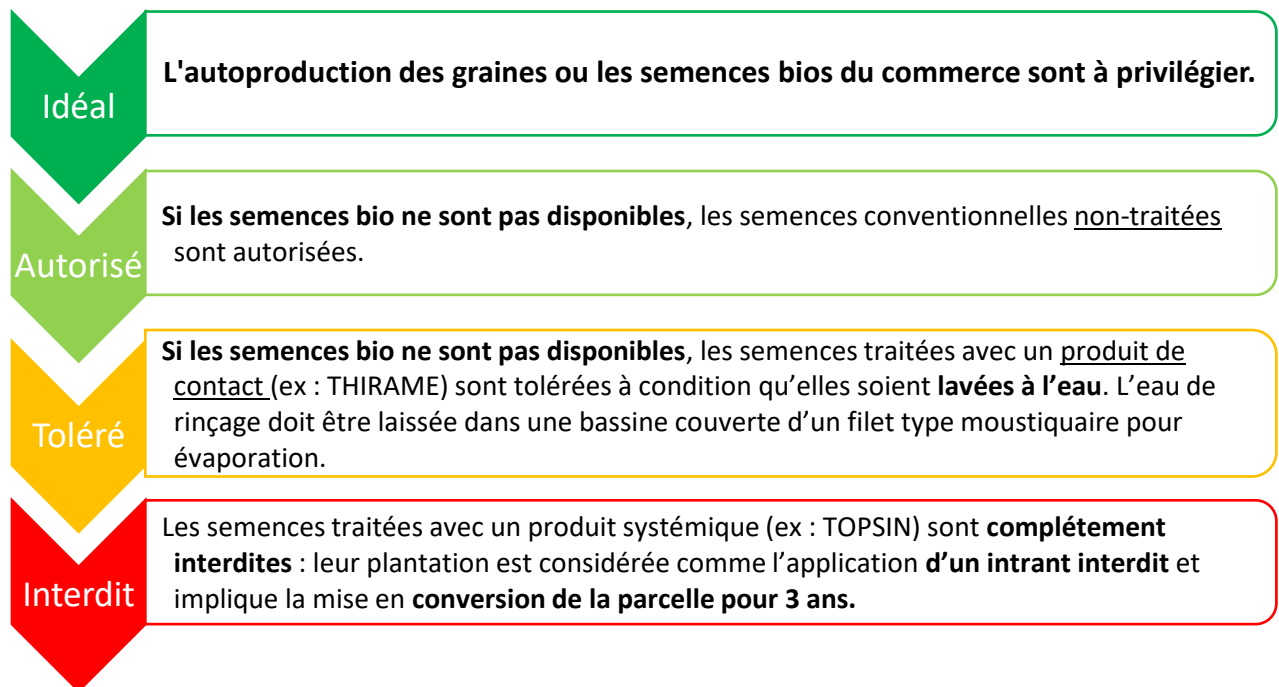 Idéal
L'autoproduction des graines ou les semences bios du commerce sont à privilégier.
Autorisé
Si les semences bio ne sont pas disponibles, les semences conventionnelles non-traitées
sont autorisées.
Toléré
Si les semences bio ne sont pas disponibles, les semences traitées avec un produit de
contact (ex : THIRAME) sont tolérées à condition qu’elles soient lavées à l’eau. L’eau de
rinçage doit être laissée dans une bassine couverte d’un filet type moustiquaire pour
évaporation.
Interdit
Les semences traitées avec un produit systémique (ex : TOPSIN) sont complétement
interdites : leur plantation est considérée comme l’application d’un intrant interdit et
implique la mise en conversion de la parcelle pour 3 ans.